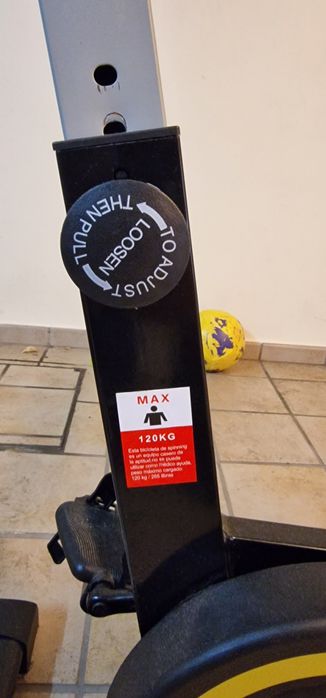 TO ADJUST
LOOSEN
THEN PULL
MAX
120KG
Esta bicicleta de spinning
es un equipo casero de
la aptitud.no se puede
utilizar como médico ayuda,
peso máximo cargado
120 kg / 265 libras